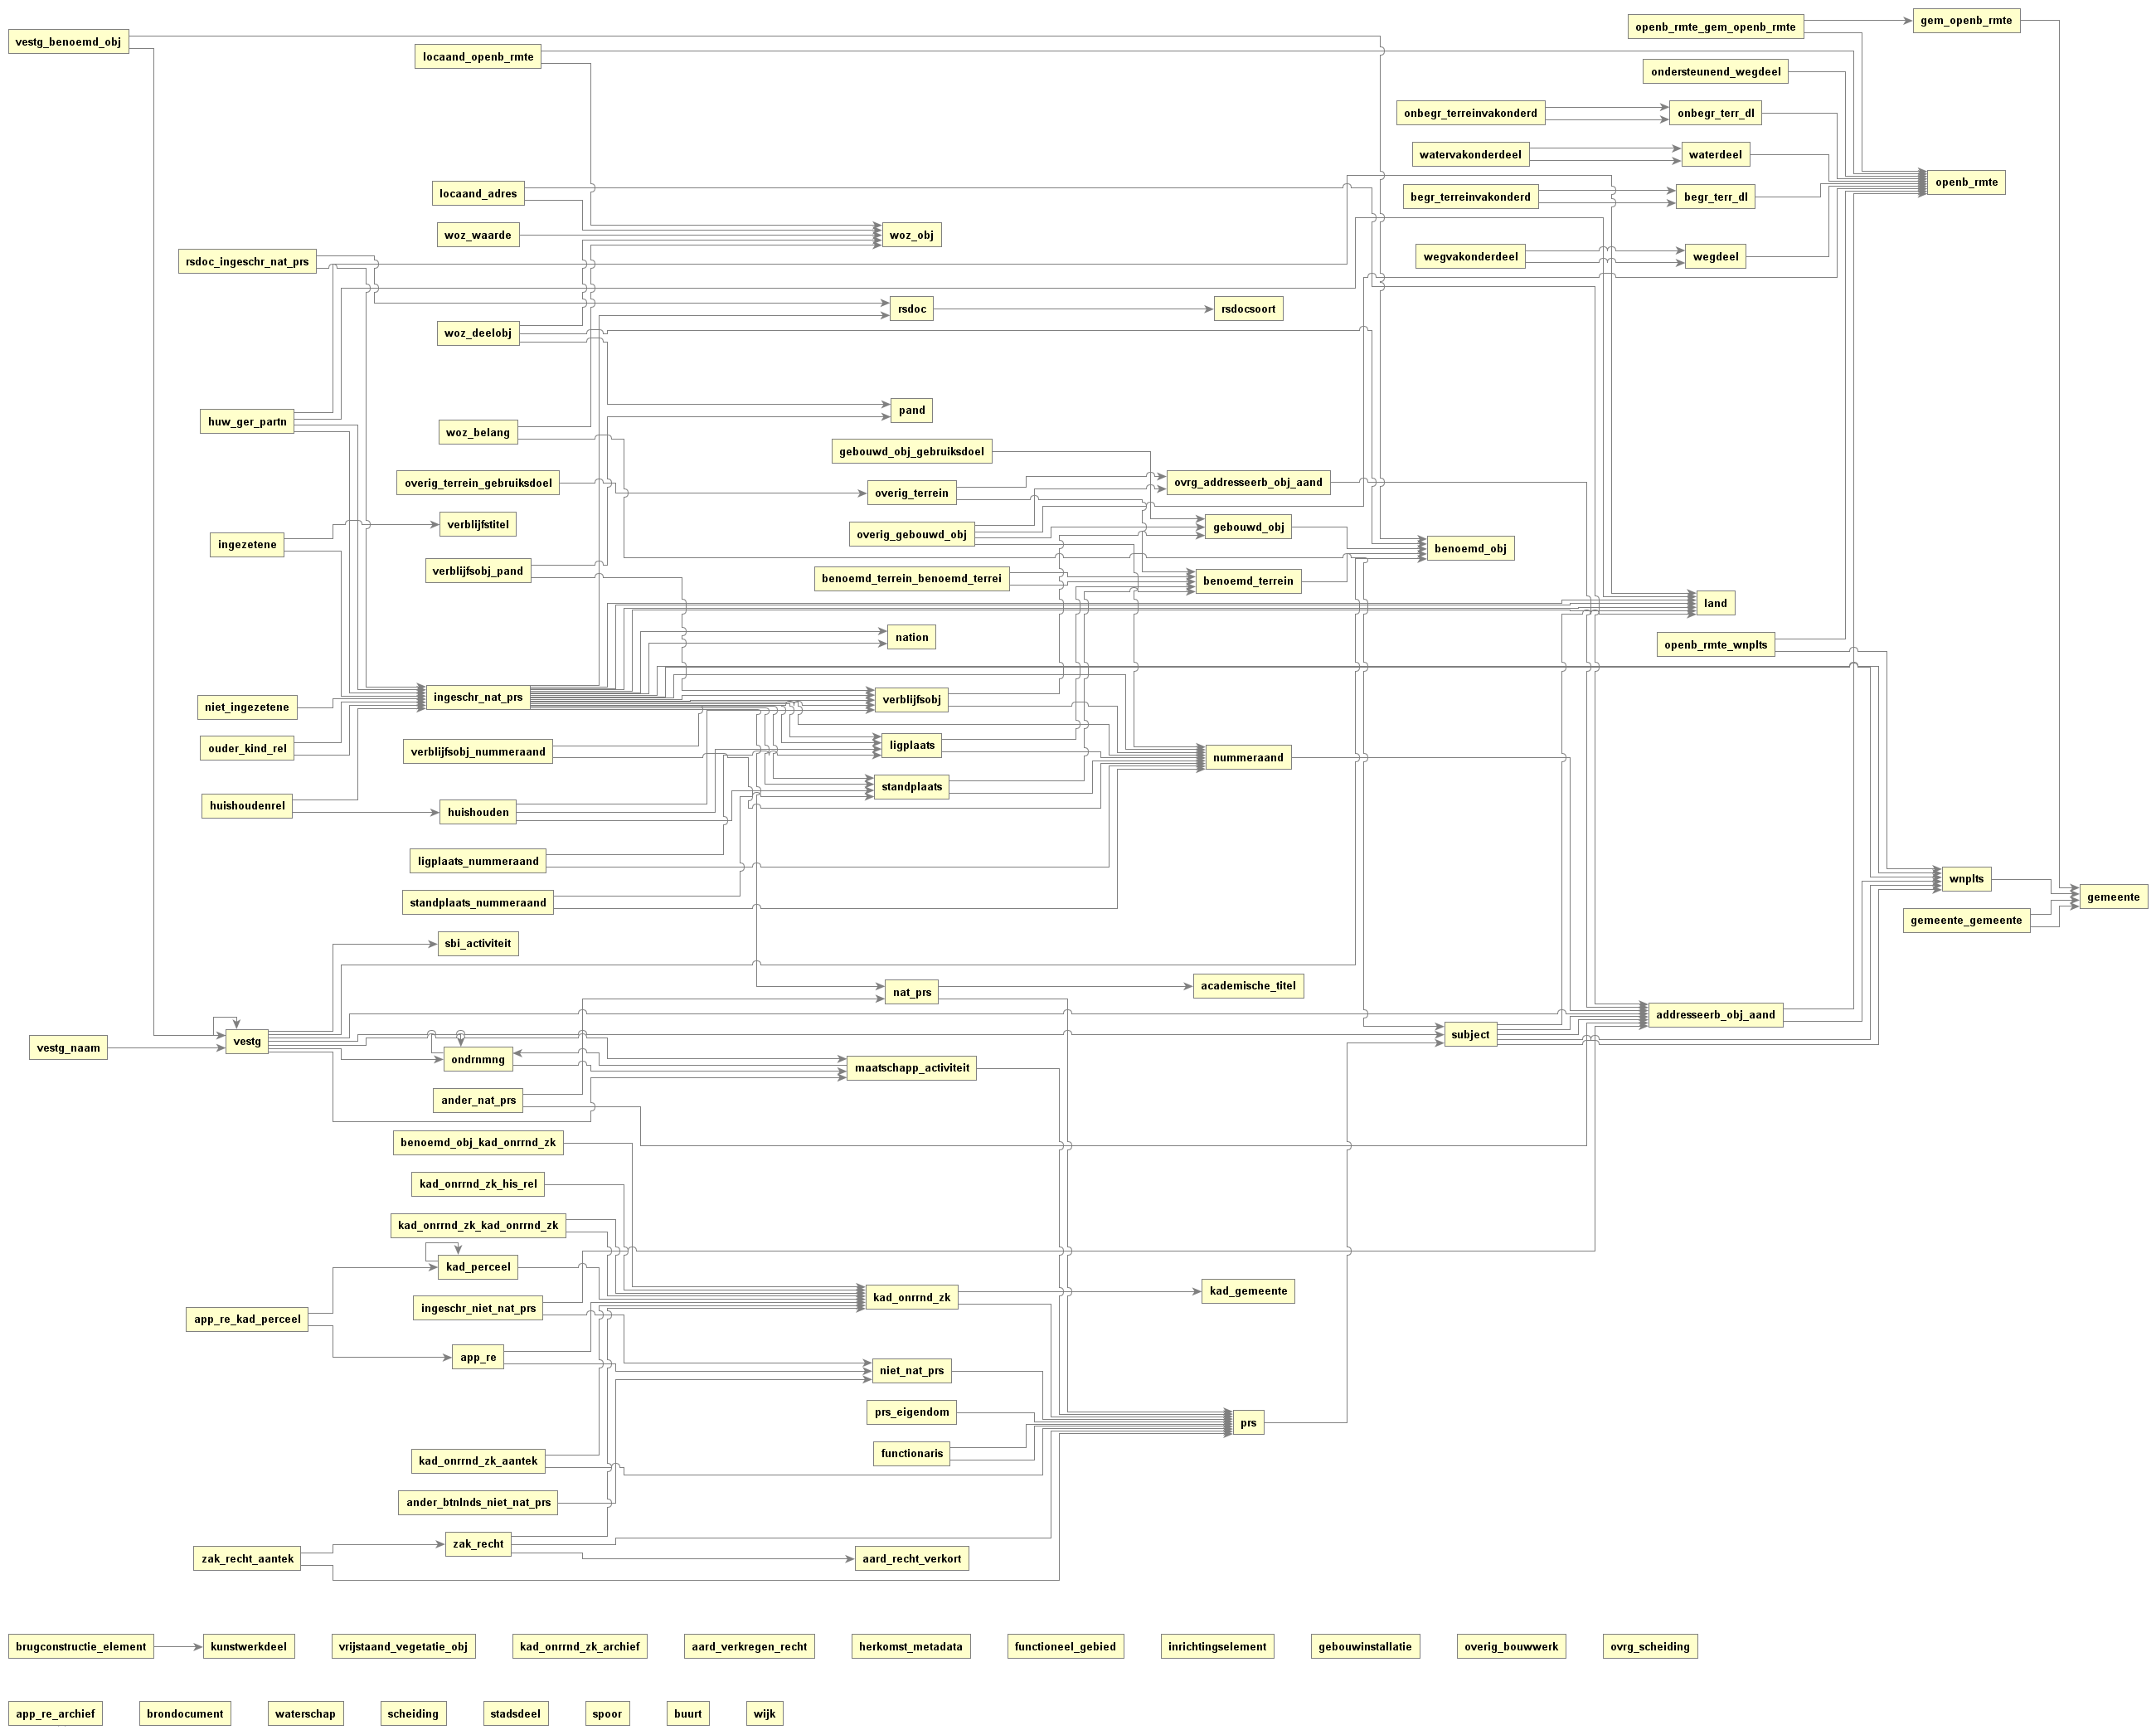 vestg_benoemd_obj
locaand_openb_rmte
openb_rmte_gem_openb_rmte
gem_openb_rmte
ondersteunend_wegdeel
onbegr_terreinvakonderd
onbegr_terr_dl
watervakonderdeel
waterdeel
openb_rmte
locaand_adres
begr_terreinvakonderd
begr_terr_dl
woz_waarde
woz_obj
rsdoc_ingeschr_nat_prs
wegvakonderdeel
wegdeel
rsdoc
rsdocsoort
woz_deelobj
pand
huw_ger_partn
woz_belang
gebouwd_obj_gebruiksdoel
overig_terrein_gebruiksdoel
overig_terrein
ovrg_addresseerb_obj_aand
verblijfstitel
ingezetene
overig_gebouwd_obj
gebouwd_obj
benoemd_obj
verblijfsobj_pand
benoemd_terrein_benoemd_terrei
benoemd_terrein
land
nation
openb_rmte_wnplts
ingeschr_nat_prs
niet_ingezetene
verblijfsobj
ouder_kind_rel
verblijfsobj_nummeraand
ligplaats
nummeraand
standplaats
huishoudenrel
huishouden
ligplaats_nummeraand
wnplts
gemeente
standplaats_nummeraand
gemeente_gemeente
sbi_activiteit
nat_prs
academische_titel
addresseerb_obj_aand
vestg_naam
vestg
subject
ondrnmng
maatschapp_activiteit
ander_nat_prs
benoemd_obj_kad_onrrnd_zk
kad_onrrnd_zk_his_rel
kad_onrrnd_zk_kad_onrrnd_zk
kad_perceel
kad_gemeente
kad_onrrnd_zk
ingeschr_niet_nat_prs
app_re_kad_perceel
app_re
niet_nat_prs
prs_eigendom
prs
functionaris
kad_onrrnd_zk_aantek
ander_btnlnds_niet_nat_prs
zak_recht
zak_recht_aantek
aard_recht_verkort
brugconstructie_element
kunstwerkdeel
vrijstaand_vegetatie_obj
kad_onrrnd_zk_archief
aard_verkregen_recht
herkomst_metadata
functioneel_gebied
inrichtingselement
gebouwinstallatie
overig_bouwwerk
ovrg_scheiding
app_re_archief
brondocument
waterschap
scheiding
stadsdeel
spoor
buurt
wijk